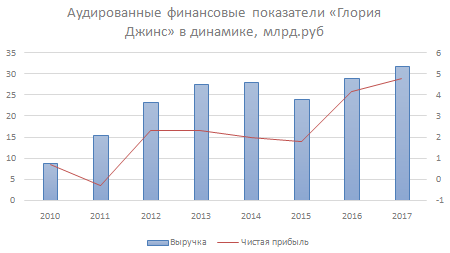 Аудированные финансовые показатели «Глория
Джинс» в динамике, млрд.руб
35 6
30 5
25 4
20 3
15 2
10 1
5 0
0 -1
2010 2011 2012 2013 2014 2015 2016 2017
Выручка Чистая прибыль